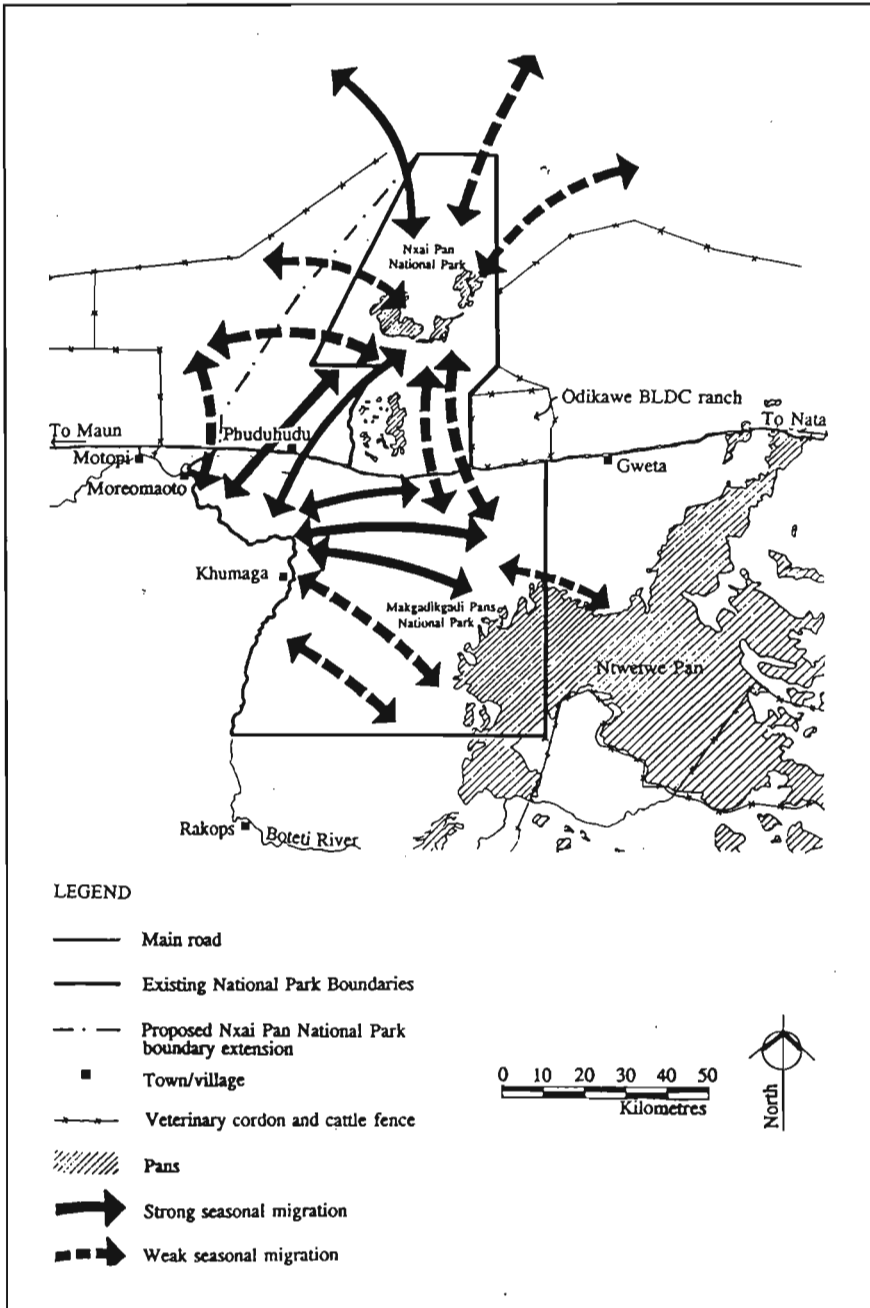 Nxai Pan
National Park
Odikawe BLDC ranch
To Maun
Phuduhudu
To Nata
Motopi
Gweta
Moreomaoto
Khumaga
Makgadikgadi Pans
National Park
Ntwetwe Pan
Rakops
Boteti River
LEGEND
Main road
Existing National Park Boundaries
Proposed Nxai Pan National Park
boundary extension
Town/village
Veterinary cordon and cattle fence
Pans
Strong seasonal migration
Weak seasonal migration
0 10 20 30 40 50
Kilometres
North